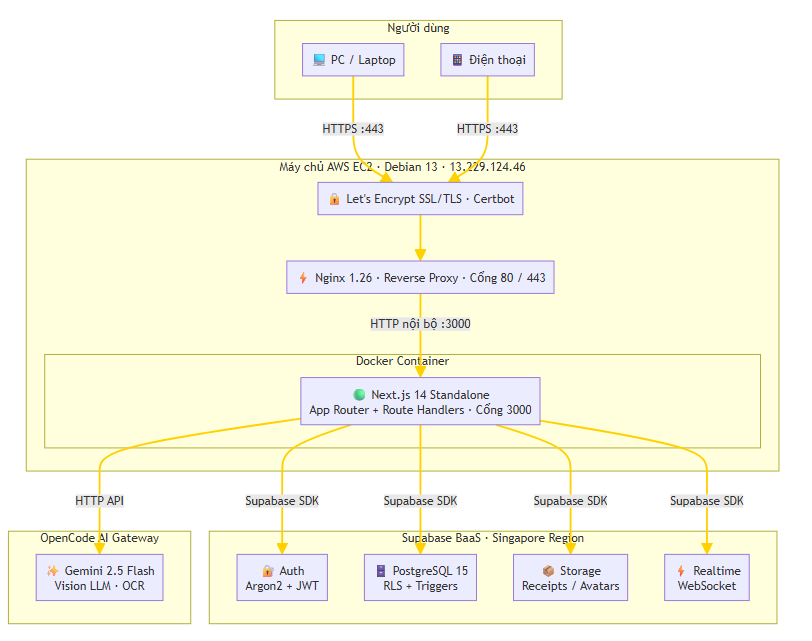 Người dùng
PC / Laptop
Điện thoại
HTTPS :443
HTTPS :443
Máy chủ AWS EC2 · Debian 13 · 13.229.124.46
Let's Encrypt SSL/TLS · Certbot
Nginx 1.26 · Reverse Proxy · Cổng 80 / 443
HTTP nội bộ :3000
Docker Container
Next.js 14 Standalone
App Router + Route Handlers · Cổng 3000
HTTP API
Supabase SDK
Supabase SDK
Supabase SDK
Supabase SDK
OpenCode AI Gateway
Gemini 2.5 Flash
Vision LLM · OCR
Supabase BaaS · Singapore Region
Auth
Argon2 + JWT
PostgreSQL 15
RLS + Triggers
Storage
Receipts / Avatars
Realtime
WebSocket